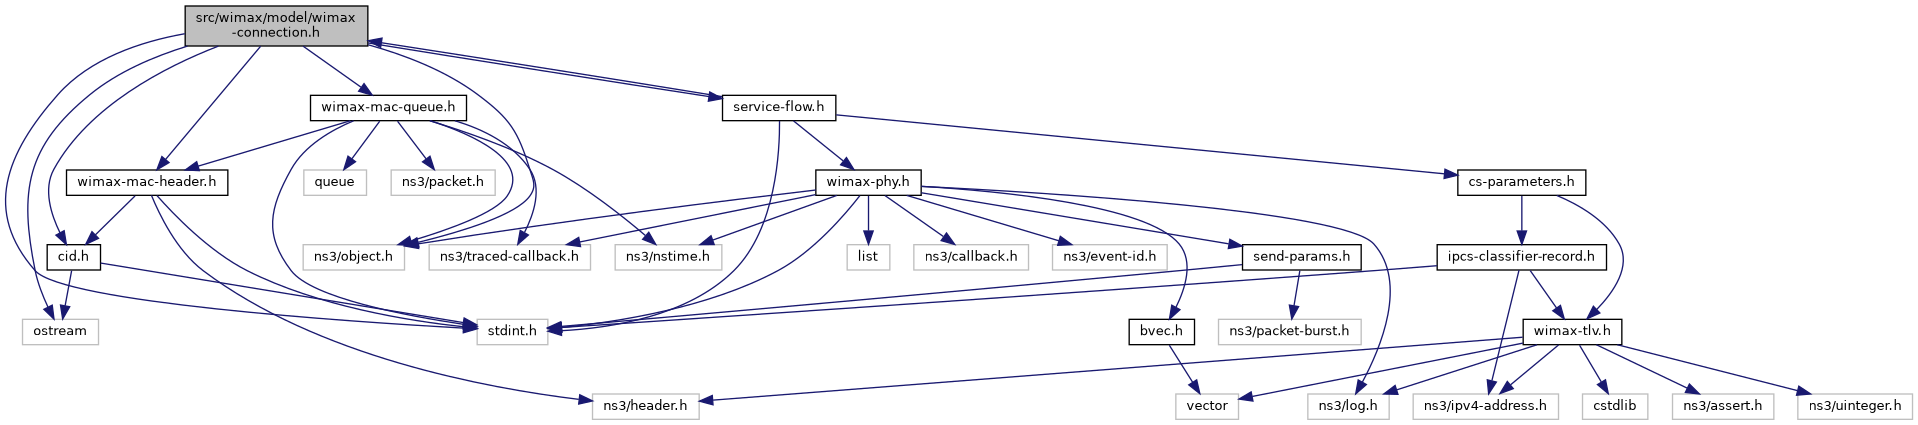 src/wimax/model/wimax
-connection.h
wimax-mac-queue.h
service-flow.h
wimax-mac-header.h
queue
ns3/packet.h
wimax-phy.h
cs-parameters.h
cid.h
ns3/object.h
ns3/traced-callback.h
ns3/nstime.h
list
ns3/callback.h
ns3/event-id.h
send-params.h
ipcs-classifier-record.h
ostream
stdint.h
bvec.h
ns3/packet-burst.h
wimax-tlv.h
ns3/header.h
vector
ns3/log.h
ns3/ipv4-address.h
cstdlib
ns3/assert.h
ns3/uinteger.h